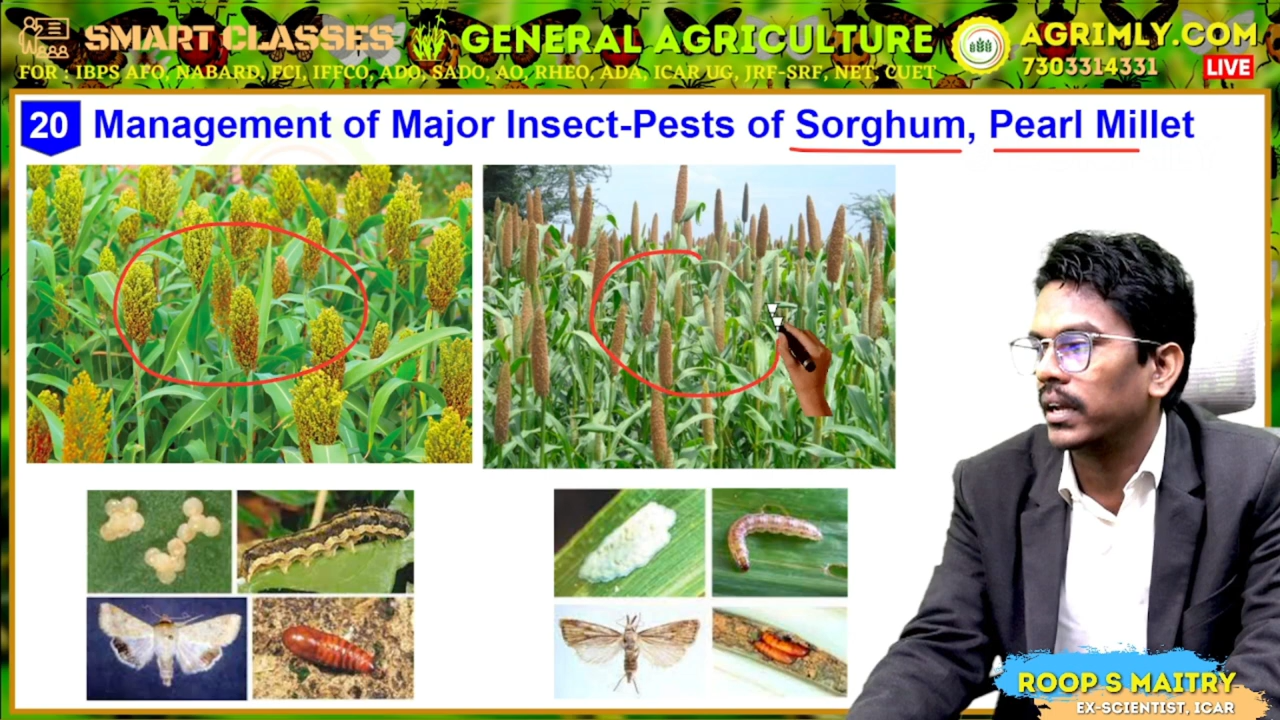 SMART CLASSES GENERAL AGRICULTURE AGRIMLY.COM
FOR : IBPS AFO, NABARD, FCI, IFFCO, ADO, SADO, AO, RHEO, ADA, ICAR UG, JRF-SRF, NET, CUET 7303314331 LIVE
20 Management of Major Insect-Pests of Sorghum, Pearl Millet
ROOP S MAITRY
EX-SCIENTIST, ICAR